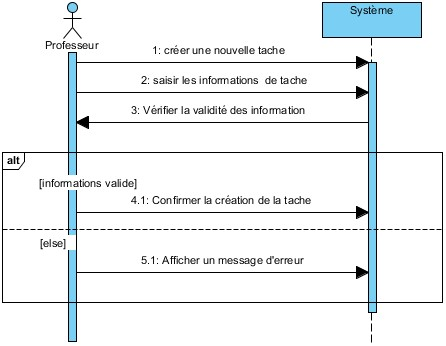 Système
Professeur
1: créer une nouvelle tache
2: saisir les informations de tache
3: Vérifier la validité des information
alt
[informations valide]
4.1: Confirmer la création de la tache
[else]
5.1: Afficher un message d'erreur